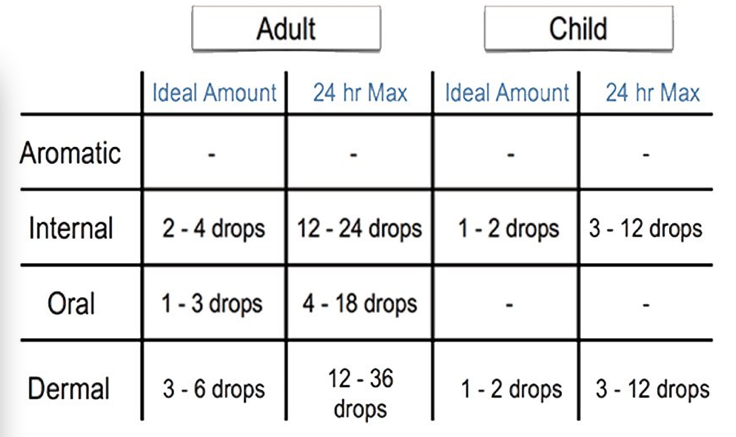 Adult Child
Ideal Amount 24 hr Max Ideal Amount 24 hr Max
Aromatic - - - -
Internal 2 - 4 drops 12 - 24 drops 1 - 2 drops 3 - 12 drops
Oral 1 - 3 drops 4 - 18 drops - -
Dermal 3 - 6 drops 12 - 36 drops 1 - 2 drops 3 - 12 drops